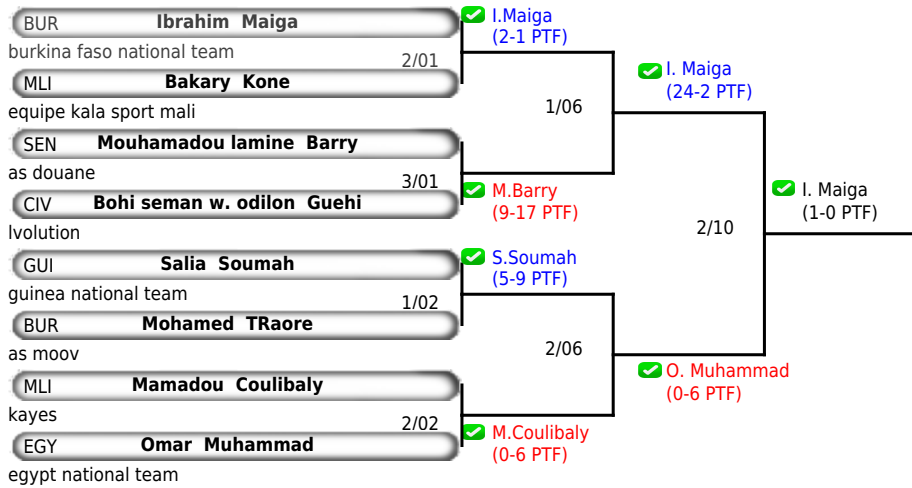 BUR Ibrahim Maiga
burkina faso national team
2/01
MLI Bakary Kone
equipe kala sport mali
SEN Mouhamadou lamine Barry
as douane
3/01
CIV Bohi seman w. odilon Guehi
lvolution
GUI Salia Soumah
guinea national team
1/02
BUR Mohamed TRaore
as moov
MLI Mamadou Coulibaly
kayes
2/02
EGY Omar Muhammad
egypt national team
I.Maiga
(2-1 PTF)
1/06
M.Barry
(9-17 PTF)
S.Soumah
(5-9 PTF)
2/06
M.Coulibaly
(0-6 PTF)
I. Maiga
(24-2 PTF)
2/10
O. Muhammad
(0-6 PTF)
I. Maiga
(1-0 PTF)